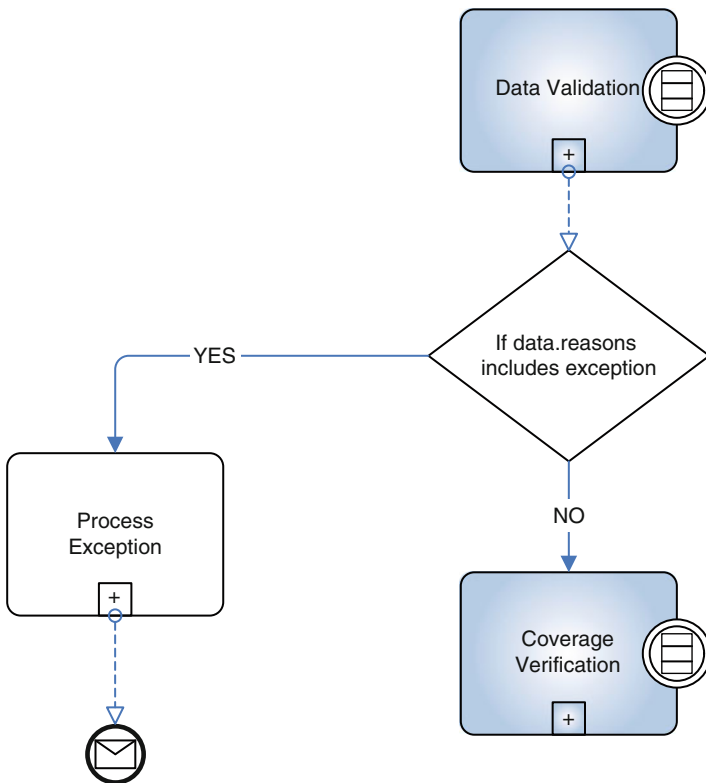 Data Validation
+
If data.reasons
includes exception
YES
NO
Process
Exception
+
Coverage
Verification
+